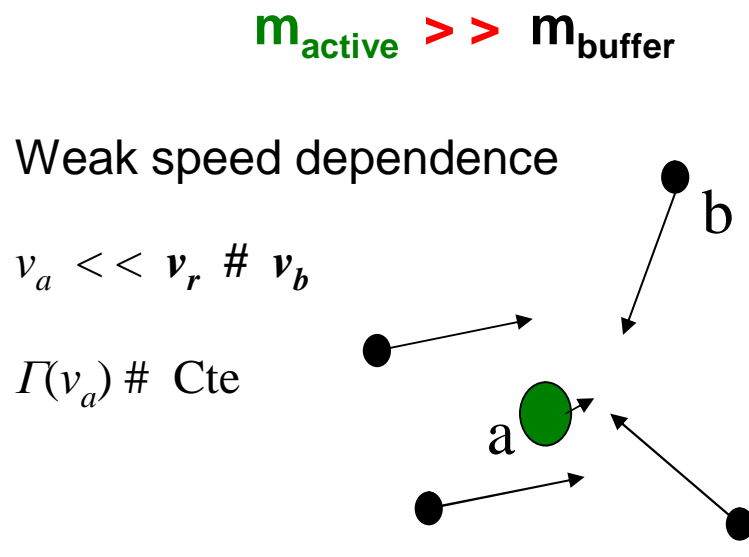 m_active > > m_buffer
Weak speed dependence
b
v_a < < v_r # v_b
Γ(v_a) # Cte
a